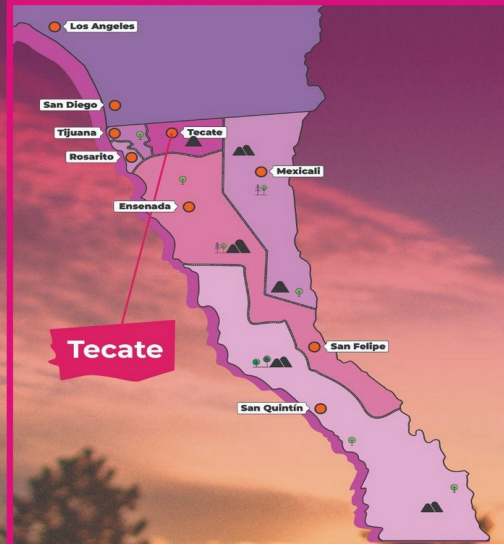 Los Angeles
San Diego
Tijuana
Tecate
Rosarito
Mexicali
Ensenada
Tecate
San Felipe
San Quintín